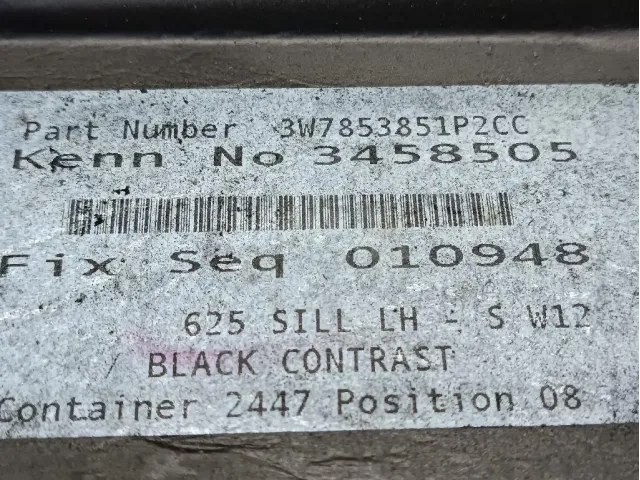 Part Number 3W7853851P2CC
Kenn No 3458505
Fix Seq 010948
625 SILL LH - S W12
/ BLACK CONTRAST
Container 2447 Position 08